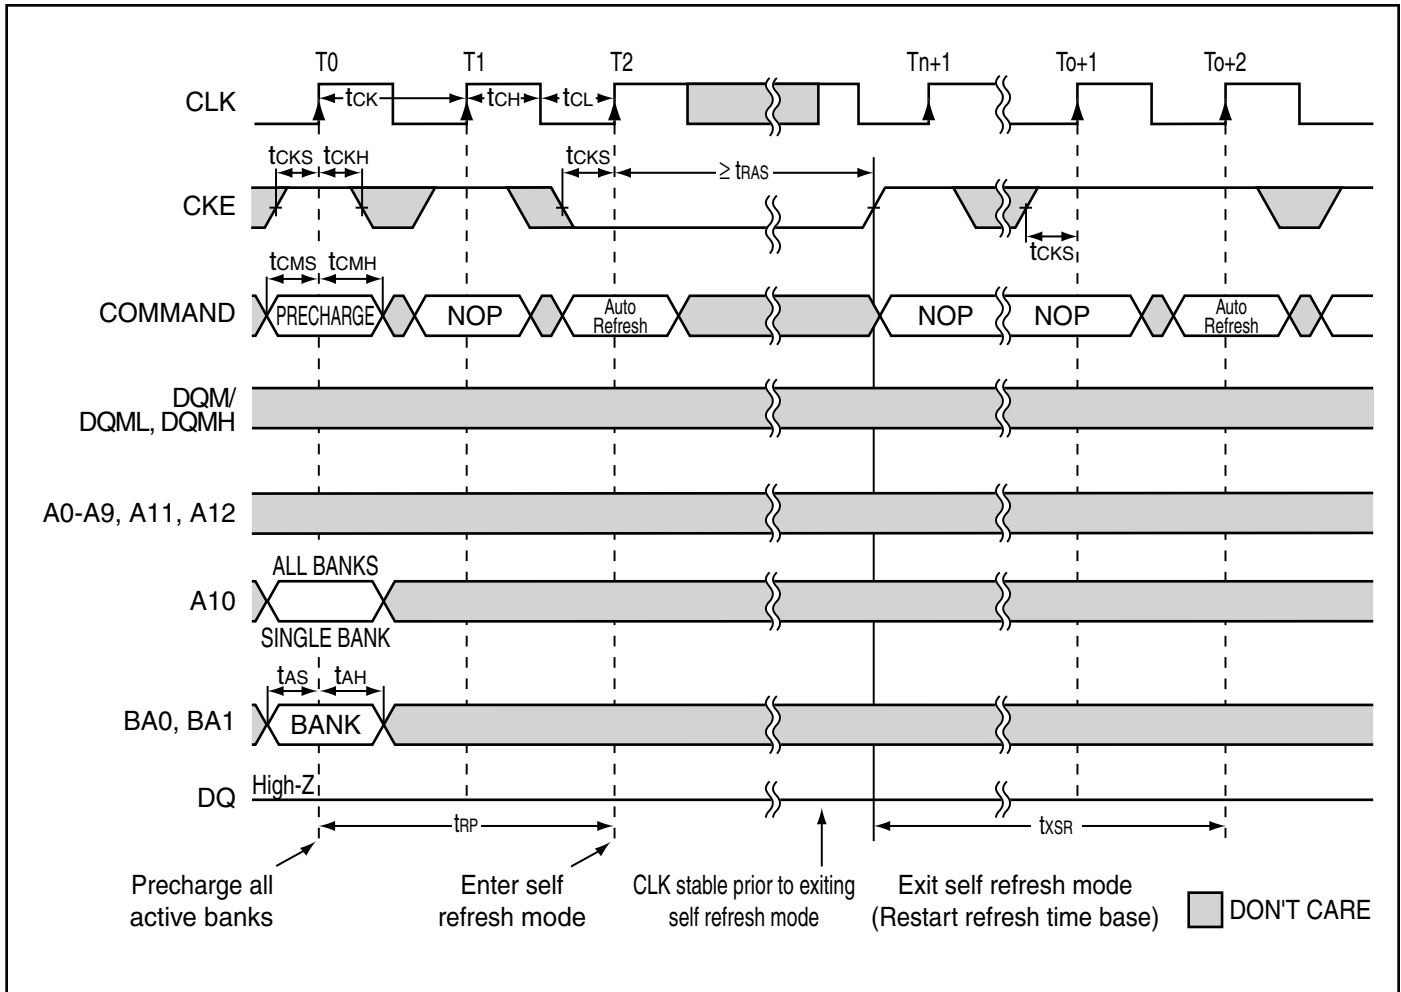 T0 T1 T2 Tn+1 To+1 To+2
CLK tCK tCH tCL
tCKS tCKH tCKS ≥ tRAS
CKE
tCKS
tCMS tCMH
COMMAND PRECHARGE NOP Auto Refresh NOP NOP Auto Refresh
DQM/
DQML, DQMH
A0-A9, A11, A12
ALL BANKS
A10
SINGLE BANK
tAS tAH
BA0, BA1 BANK
High-Z
DQ
tRP tXSR
Precharge all
active banks
Enter self
refresh mode
CLK stable prior to exiting
self refresh mode
Exit self refresh mode
(Restart refresh time base)
DON'T CARE